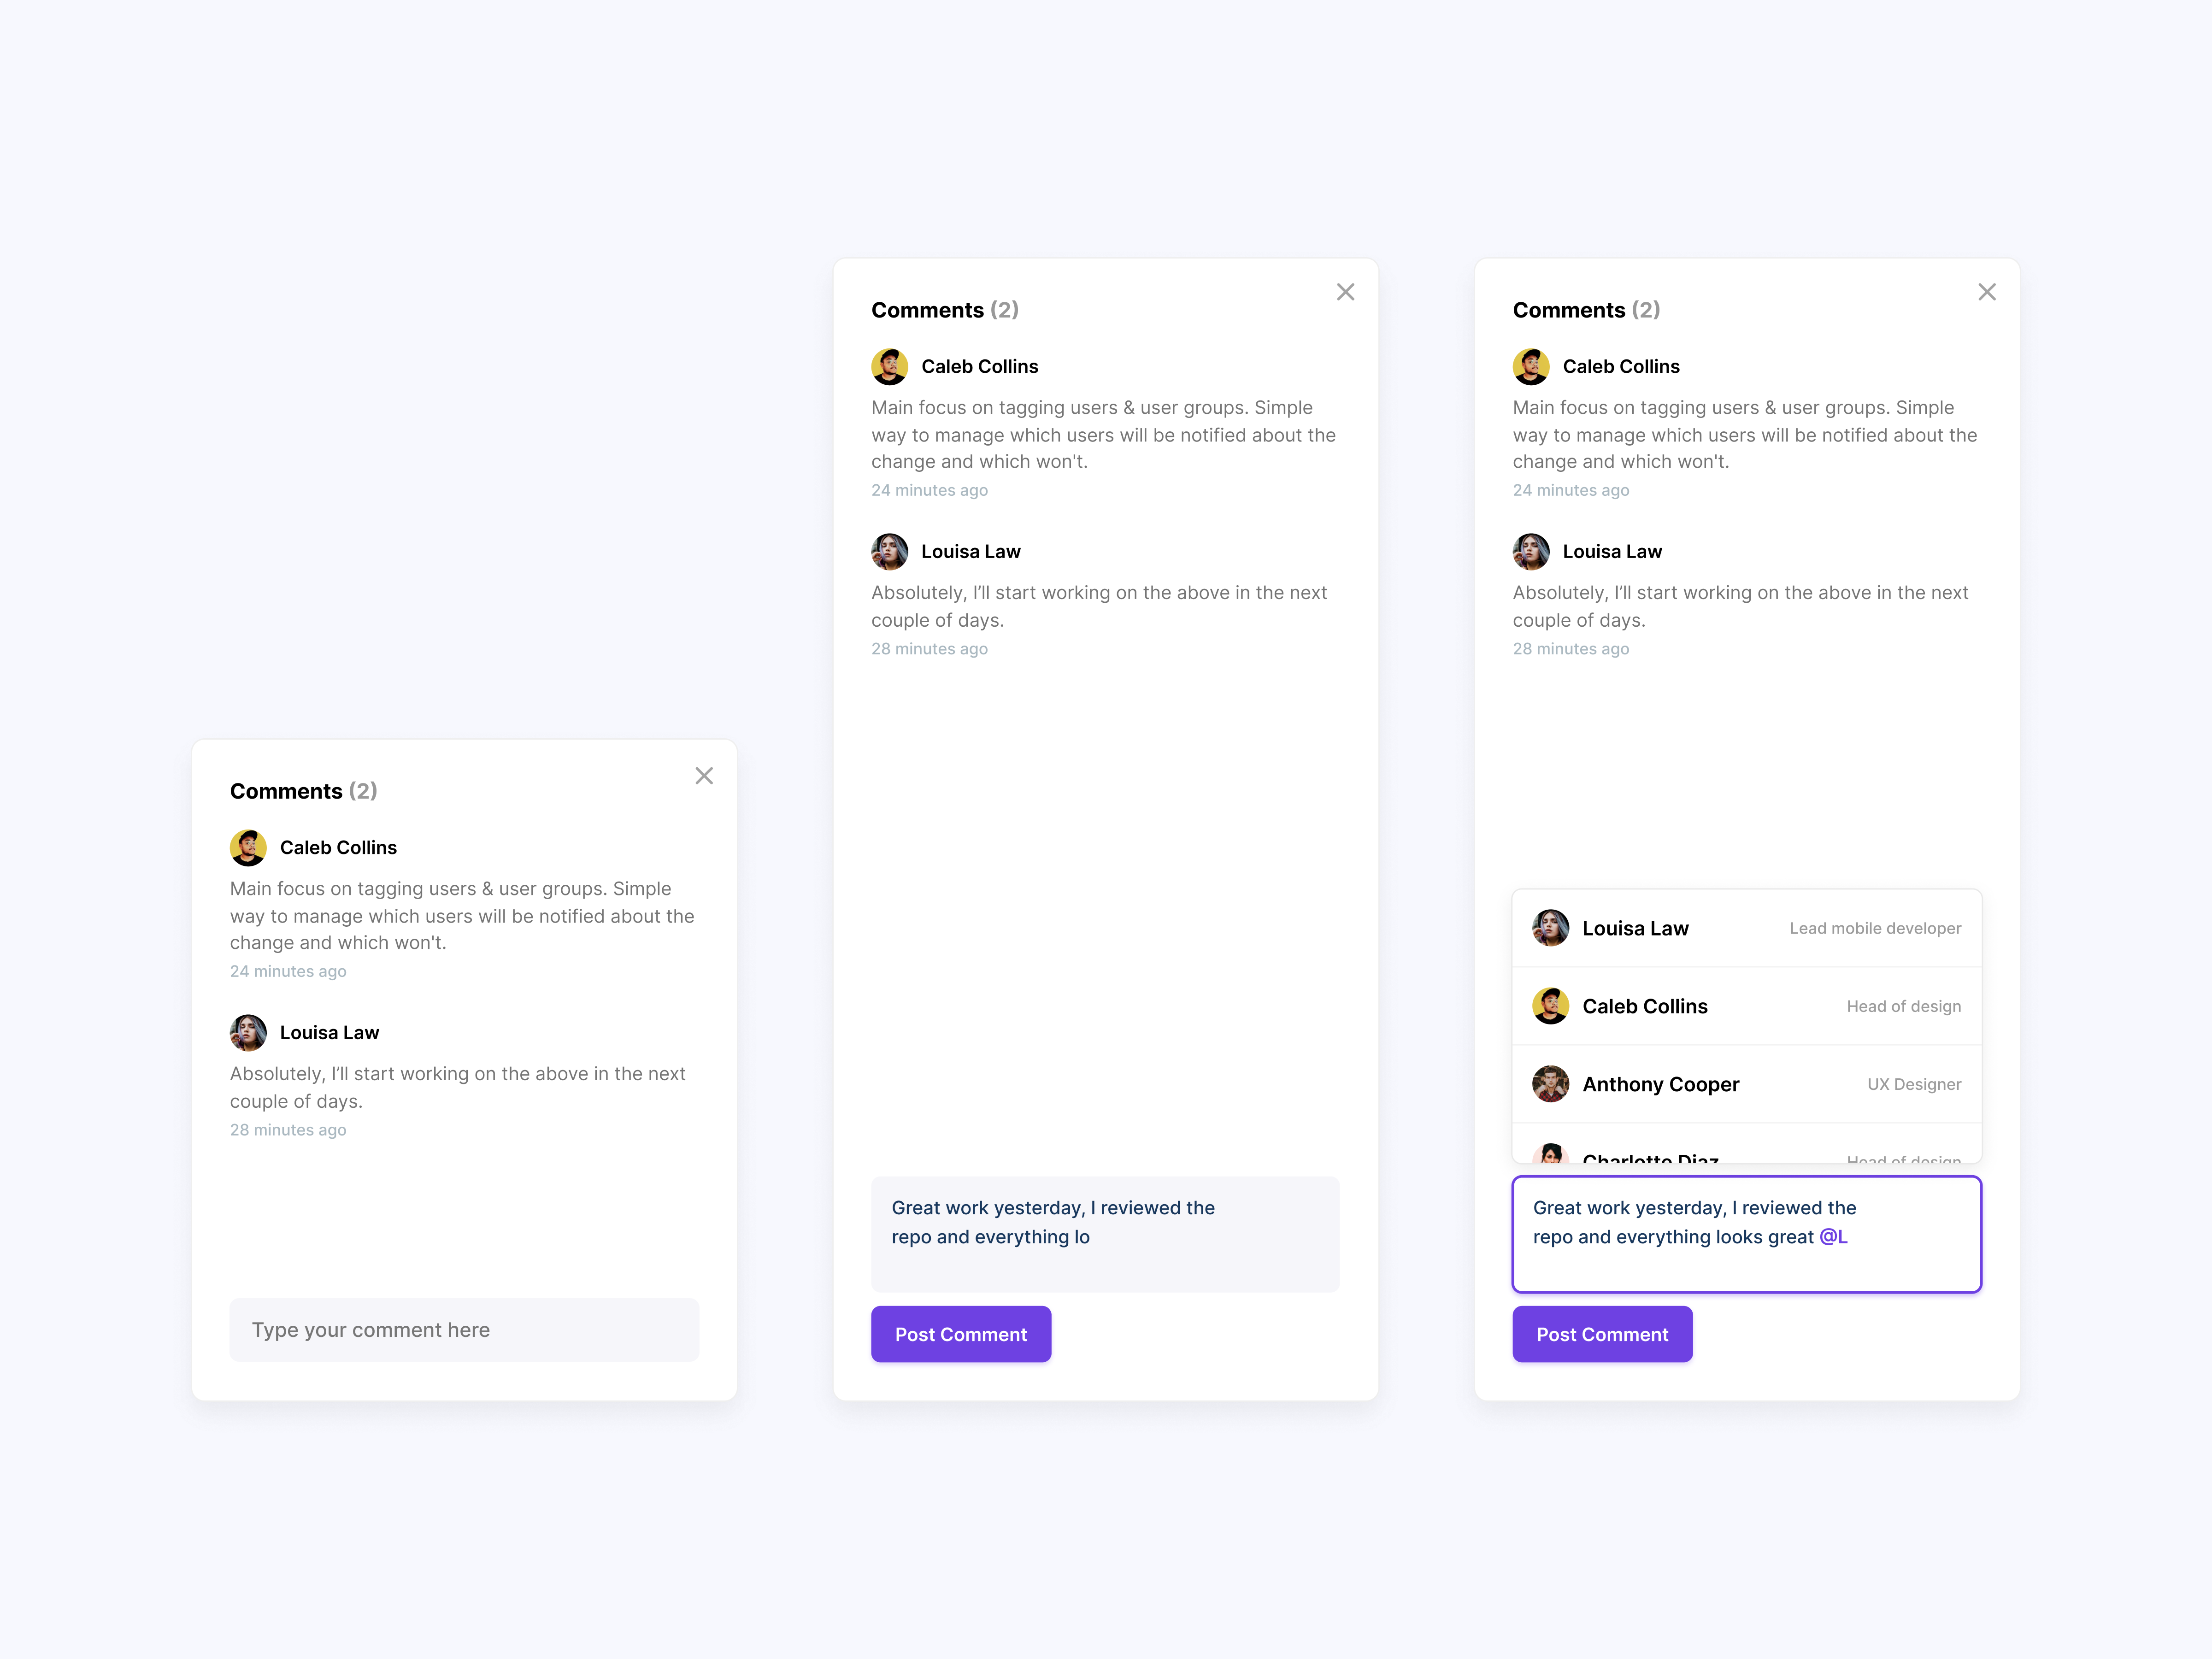 Comments (2)
Caleb Collins
Main focus on tagging users & user groups. Simple
way to manage which users will be notified about the
change and which won't.
24 minutes ago
Louisa Law
Absolutely, I’ll start working on the above in the next
couple of days.
28 minutes ago
Type your comment here
Comments (2)
Caleb Collins
Main focus on tagging users & user groups. Simple
way to manage which users will be notified about the
change and which won't.
24 minutes ago
Louisa Law
Absolutely, I’ll start working on the above in the next
couple of days.
28 minutes ago
Great work yesterday, I reviewed the
repo and everything lo
Post Comment
Comments (2)
Caleb Collins
Main focus on tagging users & user groups. Simple
way to manage which users will be notified about the
change and which won't.
24 minutes ago
Louisa Law
Absolutely, I’ll start working on the above in the next
couple of days.
28 minutes ago
Louisa Law Lead mobile developer
Caleb Collins Head of design
Anthony Cooper UX Designer
Charlotte Diaz Head of design
Great work yesterday, I reviewed the
repo and everything looks great @L
Post Comment